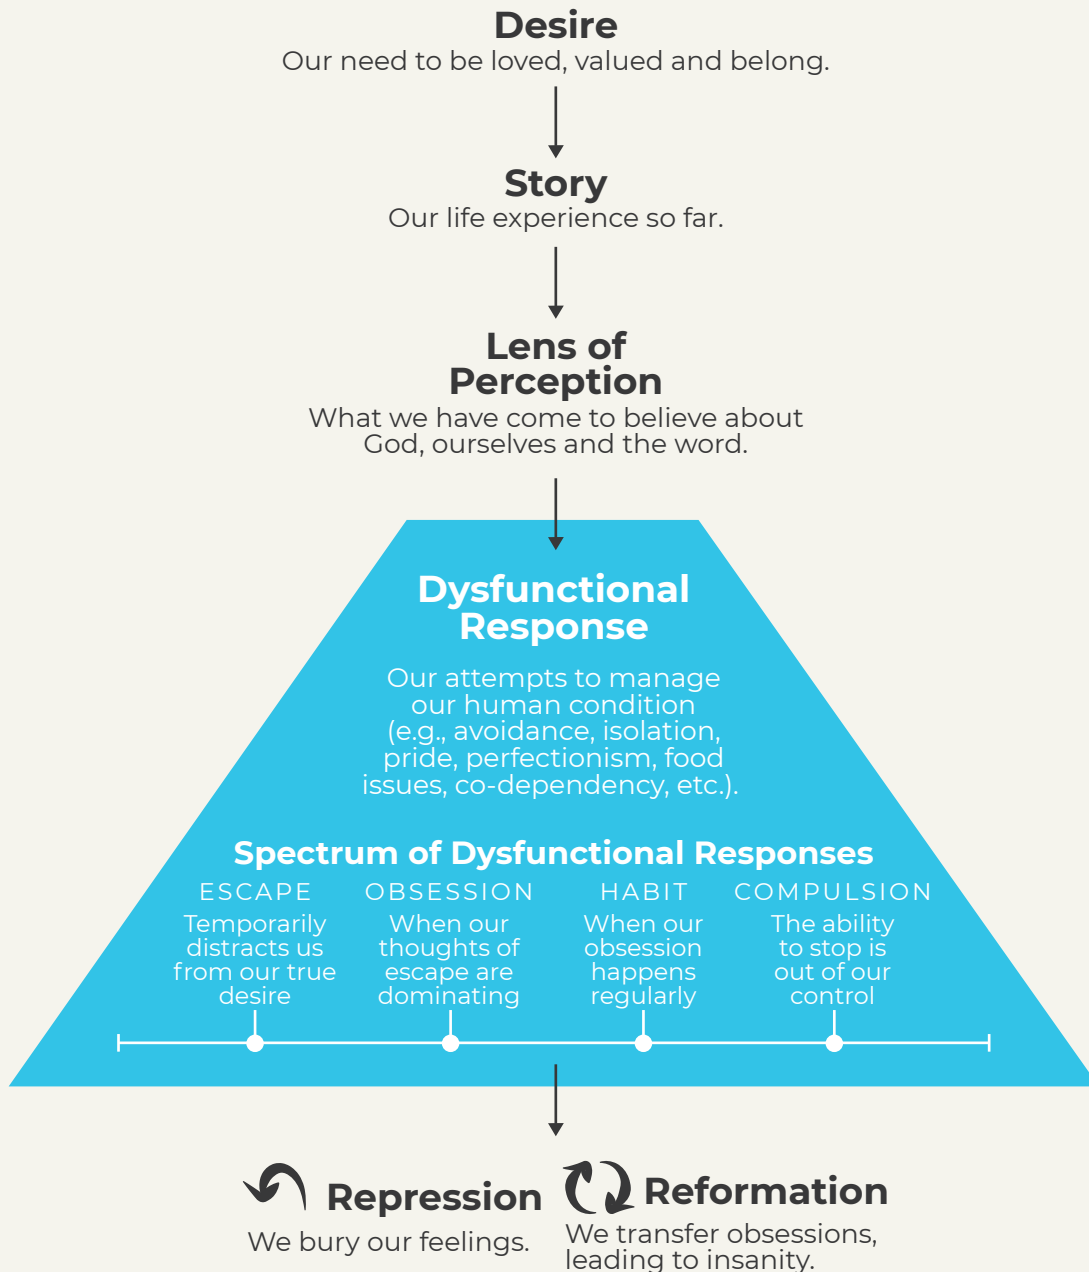 Desire
Our need to be loved, valued and belong.
Story
Our life experience so far.
Lens of
Perception
What we have come to believe about
God, ourselves and the word.
Dysfunctional
Response
Our attempts to manage
our human condition
(e.g., avoidance, isolation,
pride, perfectionism, food
issues, co-dependency, etc.).
Spectrum of Dysfunctional Responses
ESCAPE
Temporarily
distracts us
from our true
desire
OBSESSION
When our
thoughts of
escape are
dominating
HABIT
When our
obsession
happens
regularly
COMPULSION
The ability
to stop is
out of our
control
Repression
We bury our feelings.
Reformation
We transfer obsessions,
leading to insanity.